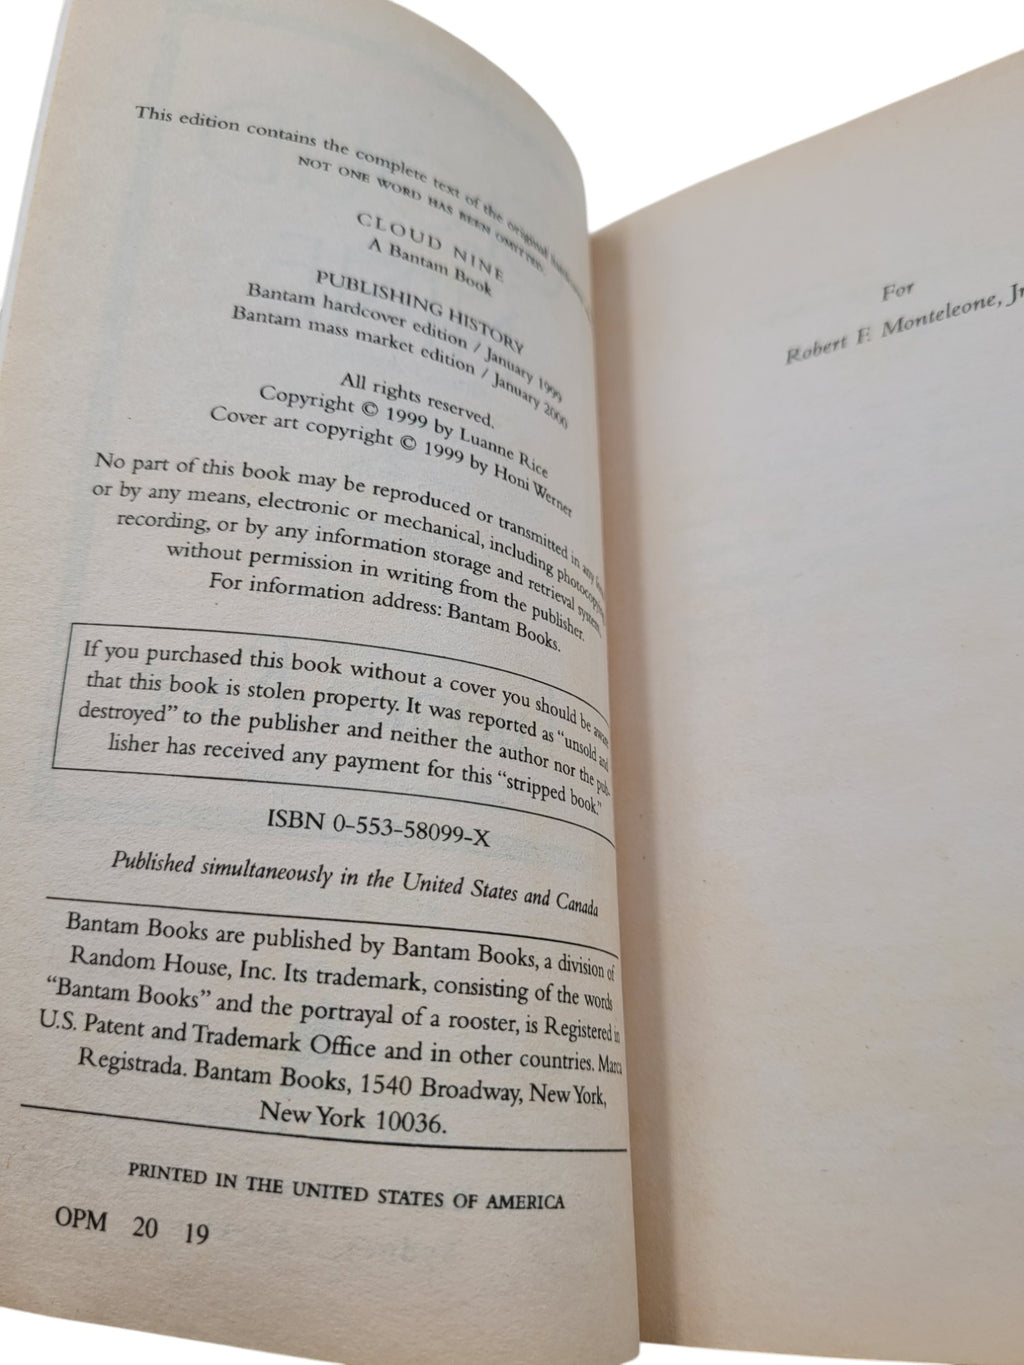 This edition contains the complete text of the original
NOT ONE WORD HAS BEEN OMITTED.
CLOUD NINE
A Bantam Book
PUBLISHING HISTORY
Bantam hardcover edition / January 1999
Bantam mass market edition / January 2000
All rights reserved.
Copyright © 1999 by Luanne Rice
Cover art copyright © 1999 by Honi Werner
No part of this book may be reproduced or transmitted in any
or by any means, electronic or mechanical, including photocopying,
recording, or by any information storage and retrieval system,
without permission in writing from the publisher.
For information address: Bantam Books.
If you purchased this book without a cover you should be aware
that this book is stolen property. It was reported as "unsold and
destroyed" to the publisher and neither the author nor the pub-
lisher has received any payment for this "stripped book."
ISBN 0-553-58099-X
Published simultaneously in the United States and Canada
Bantam Books are published by Bantam Books, a division of
Random House, Inc. Its trademark, consisting of the words
"Bantam Books" and the portrayal of a rooster, is Registered in
U.S. Patent and Trademark Office and in other countries. Marca
Registrada. Bantam Books, 1540 Broadway, New York,
New York 10036.
PRINTED IN THE UNITED STATES OF AMERICA
OPM 20 19
For
Robert F. Monteleone, Jr